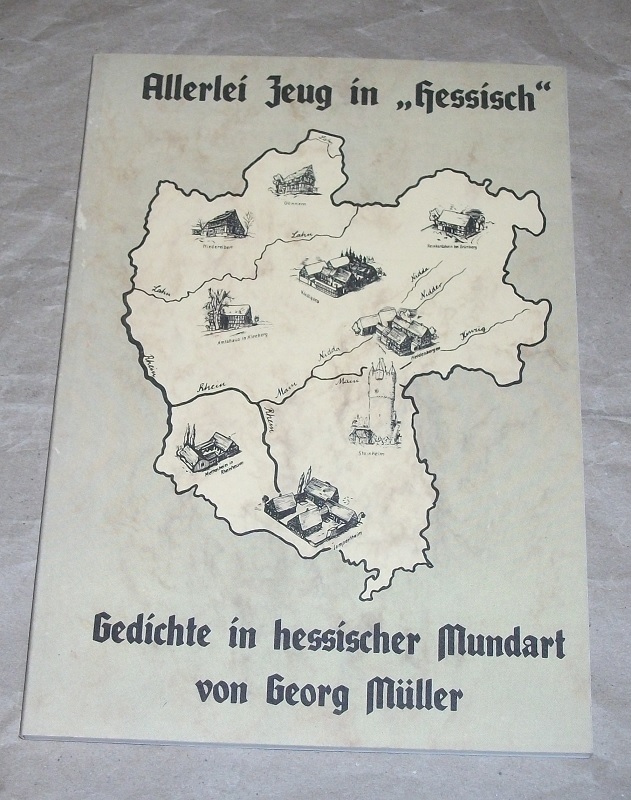 Allerlei Zeug in „Hessisch“
Lahn
Lahn
Nidda
Nidder
Kinzig
Nidda
Rhein
Rhein
Main
Main
Rhein
Steinheim
Gedichte in hessischer Mundart
von Georg Müller